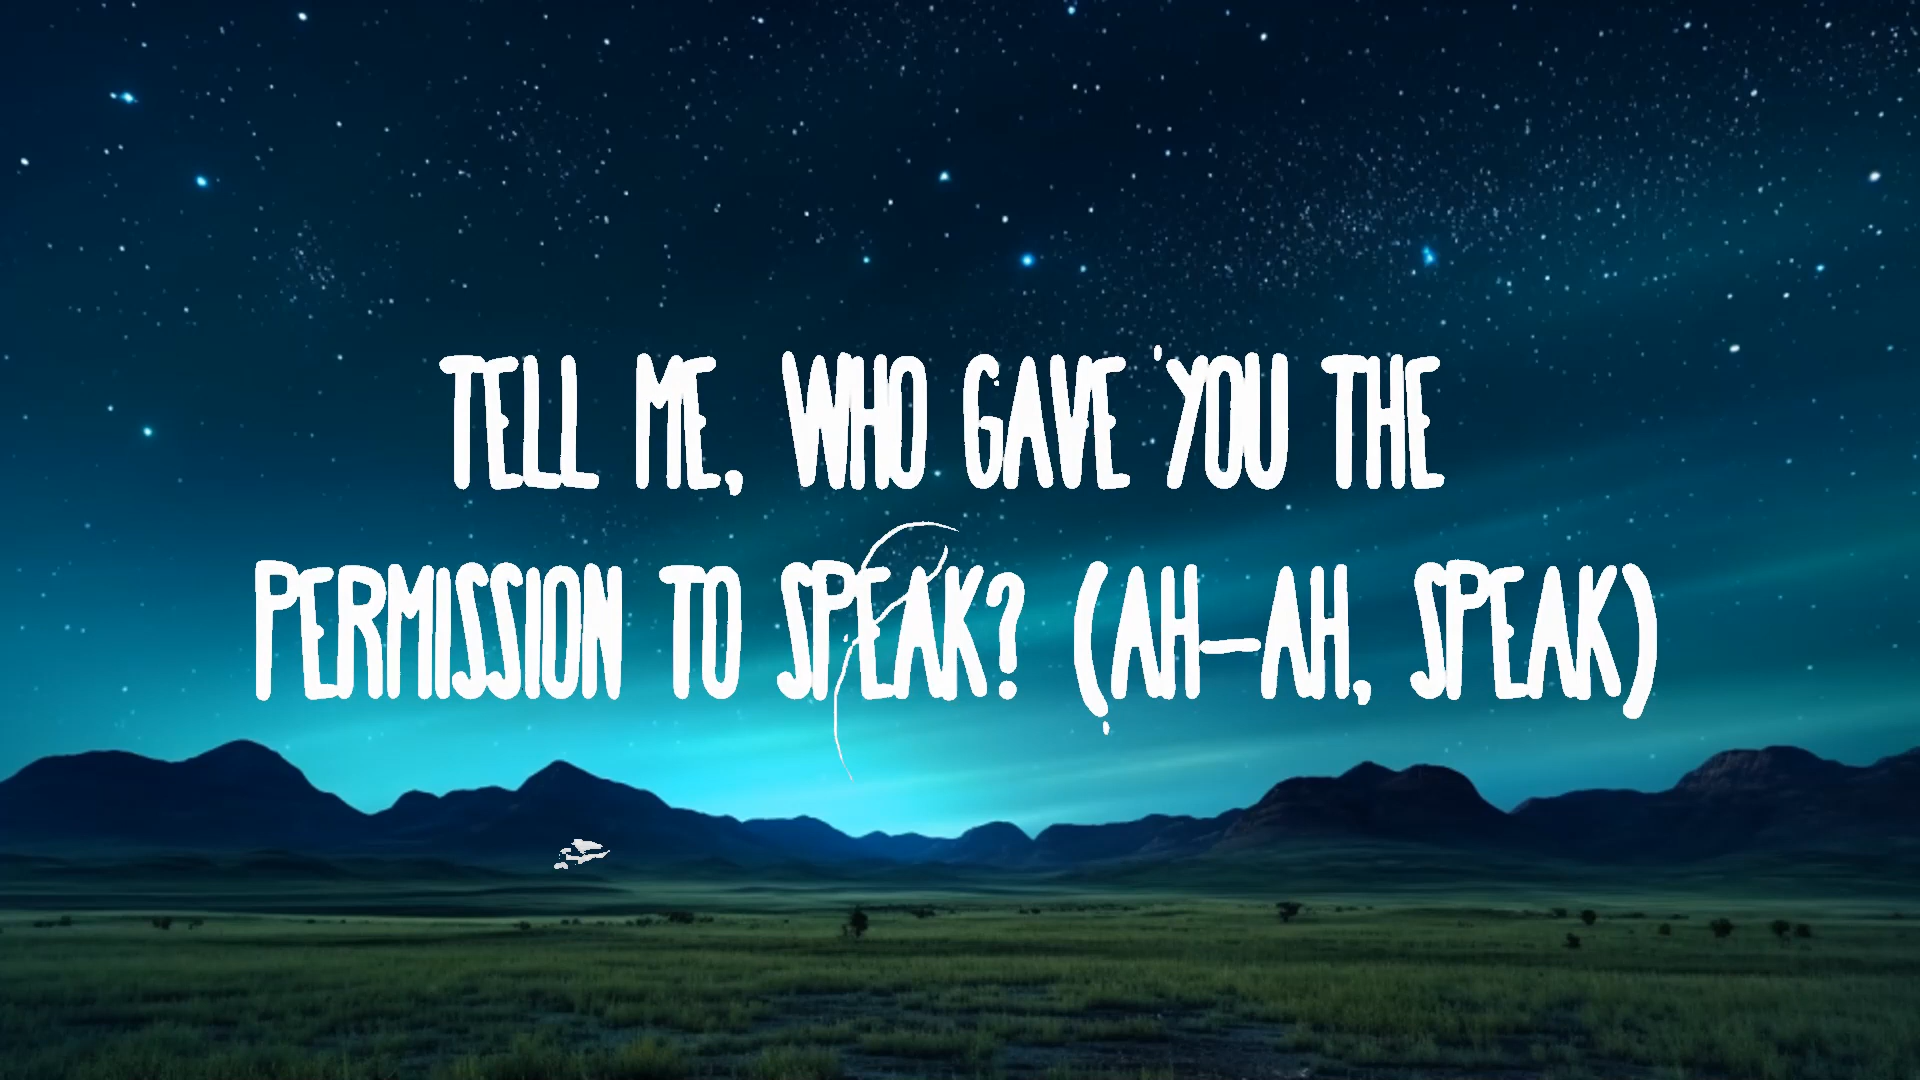 TELL ME, WHO GAVE YOU THE
PERMISSION TO SPEAK? (AH-AH, SPEAK)